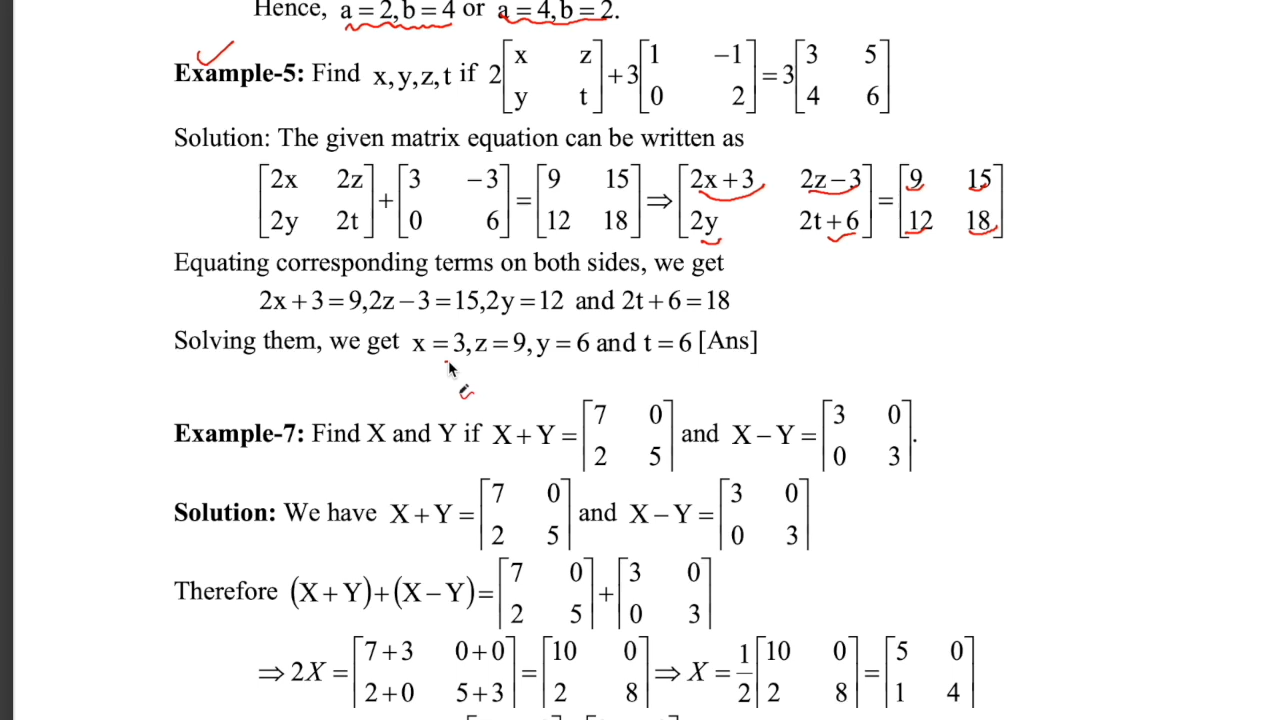 Hence, a = 2, b = 4 or a = 4, b = 2.
Example-5: Find x, y, z, t if 2[x z; y t] + 3[1 −1; 0 2] = 3[3 5; 4 6]
Solution: The given matrix equation can be written as
[2x 2z; 2y 2t] + [3 −3; 0 6] = [9 15; 12 18] ⇒ [2x+3 2z−3; 2y 2t+6] = [9 15; 12 18]
Equating corresponding terms on both sides, we get
2x + 3 = 9, 2z − 3 = 15, 2y = 12 and 2t + 6 = 18
Solving them, we get x = 3, z = 9, y = 6 and t = 6 [Ans]
Example-7: Find X and Y if X + Y = [7 0; 2 5] and X − Y = [3 0; 0 3].
Solution: We have X + Y = [7 0; 2 5] and X − Y = [3 0; 0 3]
Therefore (X + Y) + (X − Y) = [7 0; 2 5] + [3 0; 0 3]
⇒ 2X = [7+3 0+0; 2+0 5+3] = [10 0; 2 8] ⇒ X = 1/2 [10 0; 2 8] = [5 0; 1 4]